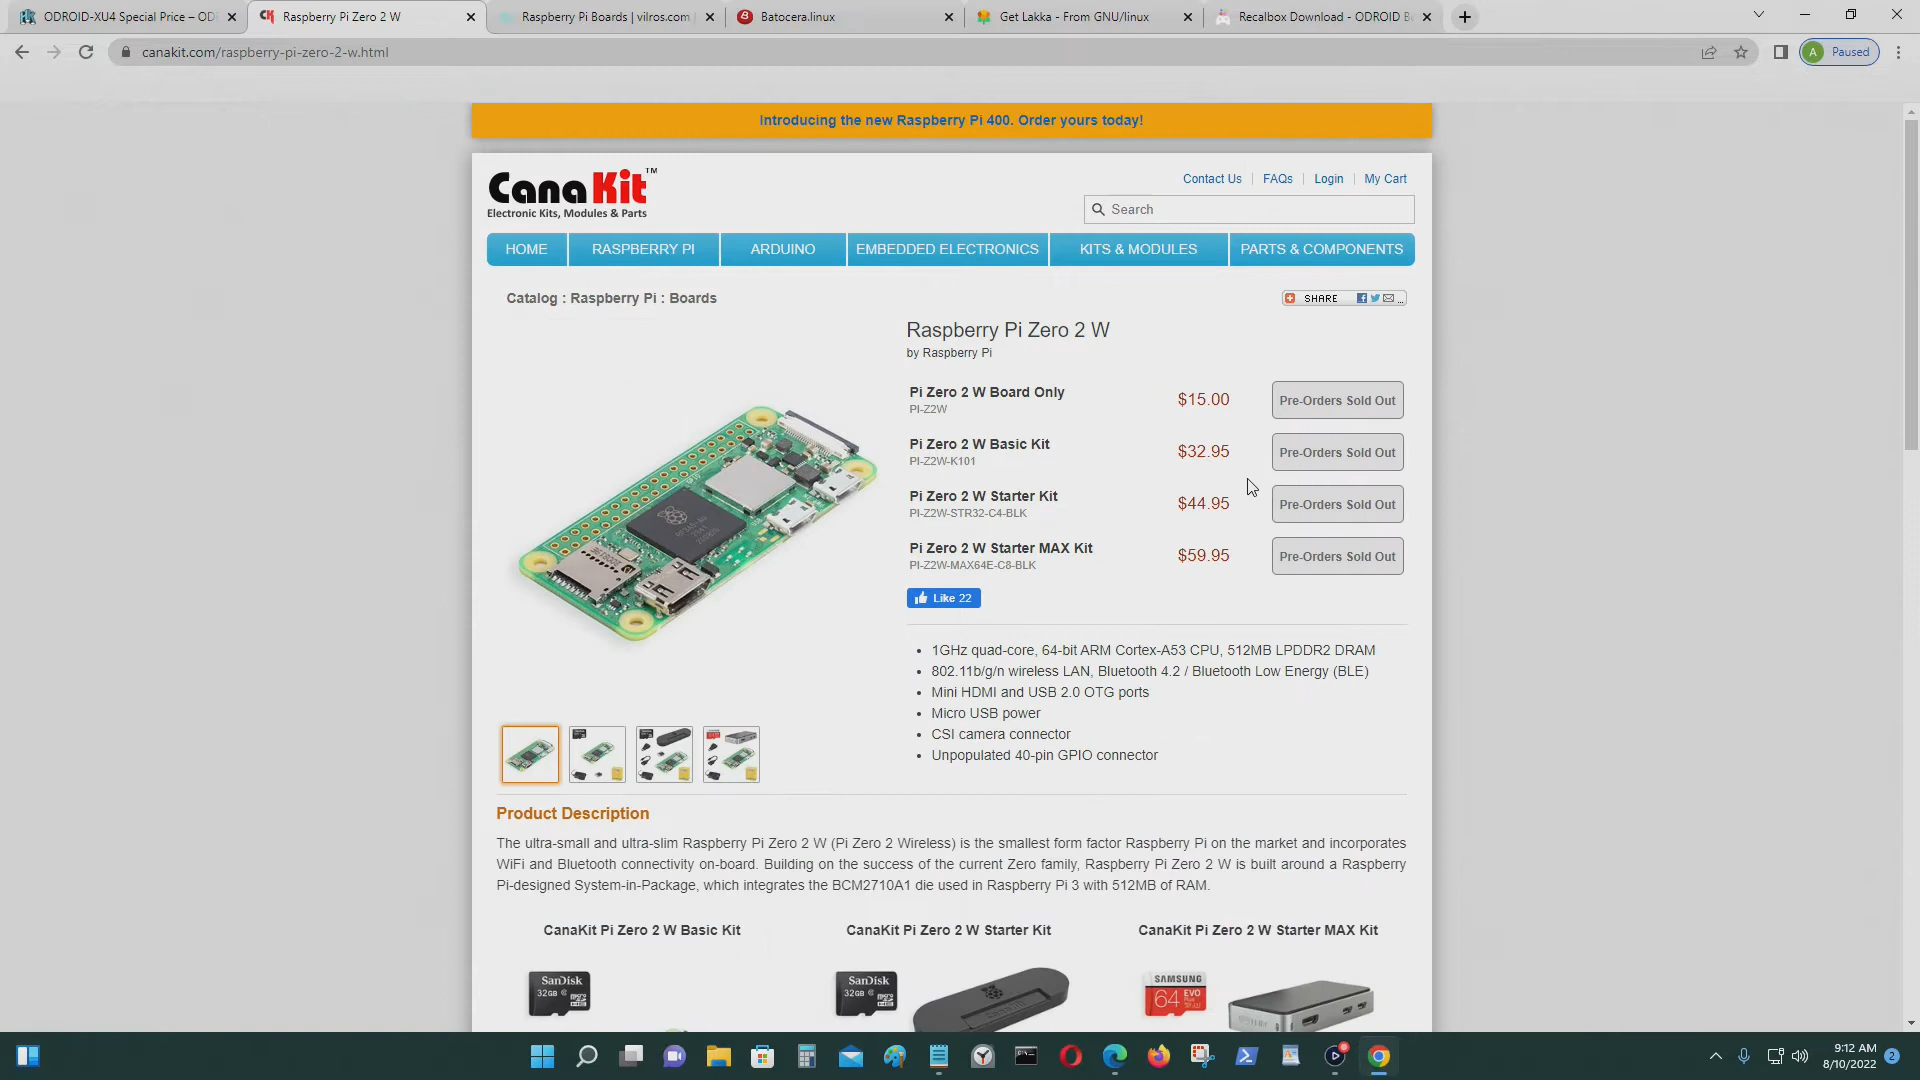 ODROID-XU4 Special Price – OD
Raspberry Pi Zero 2 W
Raspberry Pi Boards | vilros.com
Batocera.linux
Get Lakka - From GNU/linux
Recalbox Download - ODROID B
canakit.com/raspberry-pi-zero-2-w.html
A Paused
Introducing the new Raspberry Pi 400. Order yours today!
CanaKit™
Electronic Kits, Modules & Parts
Contact Us FAQs Login My Cart
Search
HOME RASPBERRY PI ARDUINO EMBEDDED ELECTRONICS KITS & MODULES PARTS & COMPONENTS
Catalog : Raspberry Pi : Boards
SHARE ...
Raspberry Pi Zero 2 W
by Raspberry Pi
Pi Zero 2 W Board Only
PI-Z2W
$15.00
Pre-Orders Sold Out
Pi Zero 2 W Basic Kit
PI-Z2W-K101
$32.95
Pre-Orders Sold Out
Pi Zero 2 W Starter Kit
PI-Z2W-STR32-C4-BLK
$44.95
Pre-Orders Sold Out
Pi Zero 2 W Starter MAX Kit
PI-Z2W-MAX64E-C8-BLK
$59.95
Pre-Orders Sold Out
Like 22
• 1GHz quad-core, 64-bit ARM Cortex-A53 CPU, 512MB LPDDR2 DRAM
• 802.11b/g/n wireless LAN, Bluetooth 4.2 / Bluetooth Low Energy (BLE)
• Mini HDMI and USB 2.0 OTG ports
• Micro USB power
• CSI camera connector
• Unpopulated 40-pin GPIO connector
Product Description
The ultra-small and ultra-slim Raspberry Pi Zero 2 W (Pi Zero 2 Wireless) is the smallest form factor Raspberry Pi on the market and incorporates
WiFi and Bluetooth connectivity on-board. Building on the success of the current Zero family, Raspberry Pi Zero 2 W is built around a Raspberry
Pi-designed System-in-Package, which integrates the BCM2710A1 die used in Raspberry Pi 3 with 512MB of RAM.
CanaKit Pi Zero 2 W Basic Kit
CanaKit Pi Zero 2 W Starter Kit
CanaKit Pi Zero 2 W Starter MAX Kit
SanDisk
32GB
SanDisk
32GB
SAMSUNG
64 EVO
9:12 AM
8/10/2022
2